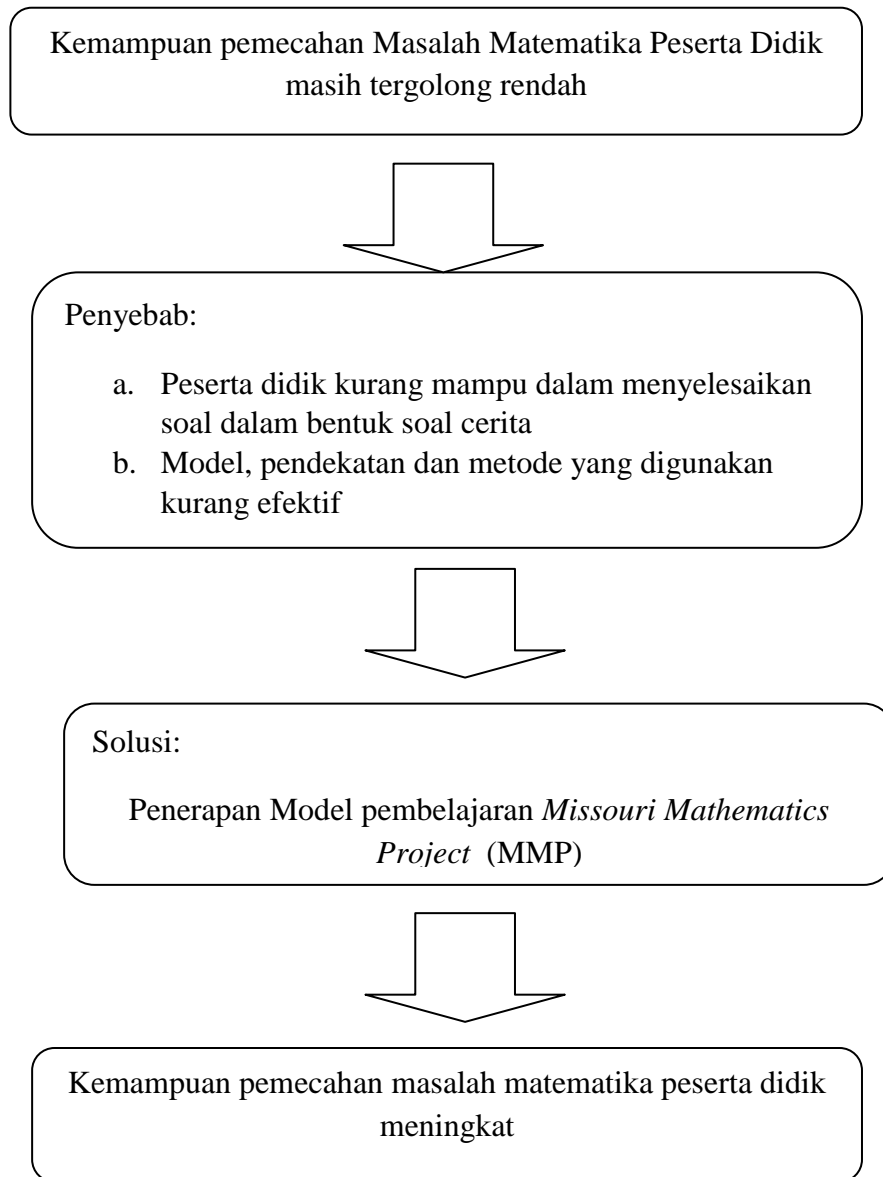 Kemampuan pemecahan Masalah Matematika Peserta Didik
masih tergolong rendah
Penyebab:
a. Peserta didik kurang mampu dalam menyelesaikan
soal dalam bentuk soal cerita
b. Model, pendekatan dan metode yang digunakan
kurang efektif
Solusi:
Penerapan Model pembelajaran Missouri Mathematics
Project (MMP)
Kemampuan pemecahan masalah matematika peserta didik
meningkat